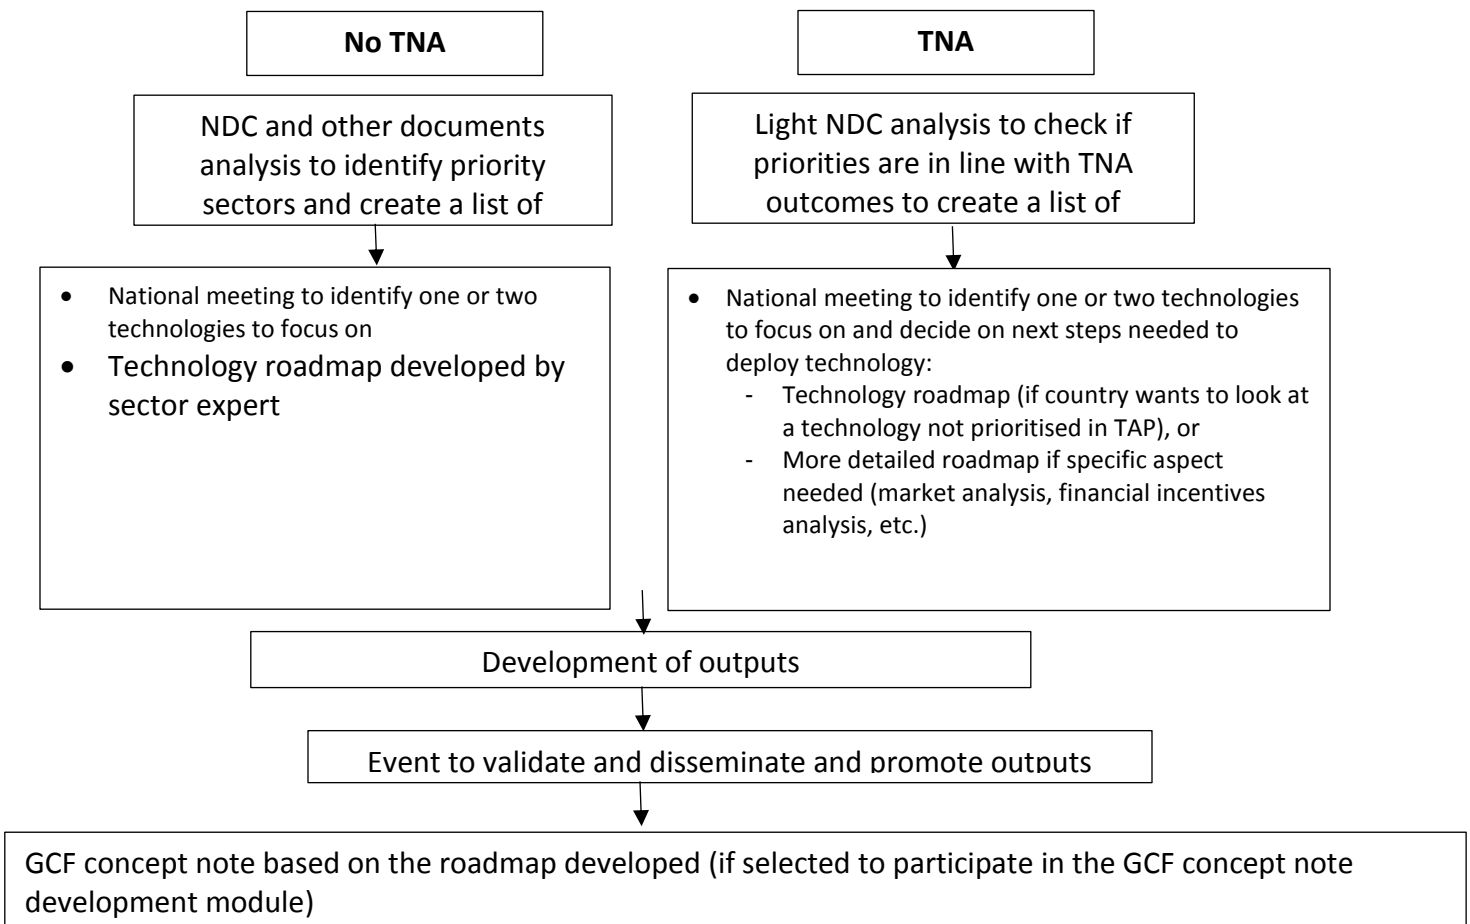 No TNA
TNA
NDC and other documents
analysis to identify priority
sectors and create a list of
Light NDC analysis to check if
priorities are in line with TNA
outcomes to create a list of
• National meeting to identify one or two
technologies to focus on
• Technology roadmap developed by
sector expert
• National meeting to identify one or two technologies
to focus on and decide on next steps needed to
deploy technology:
- Technology roadmap (if country wants to look at
a technology not prioritised in TAP), or
- More detailed roadmap if specific aspect
needed (market analysis, financial incentives
analysis, etc.)
Development of outputs
Event to validate and disseminate and promote outputs
GCF concept note based on the roadmap developed (if selected to participate in the GCF concept note
development module)